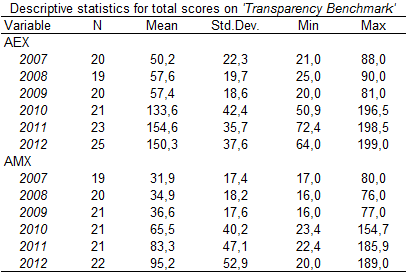 Descriptive statistics for total scores on 'Transparency Benchmark'
Variable N Mean Std.Dev. Min Max
AEX
2007 20 50,2 22,3 21,0 88,0
2008 19 57,6 19,7 25,0 90,0
2009 20 57,4 18,6 20,0 81,0
2010 21 133,6 42,4 50,9 196,5
2011 23 154,6 35,7 72,4 198,5
2012 25 150,3 37,6 64,0 199,0
AMX
2007 19 31,9 17,4 17,0 80,0
2008 20 34,9 18,2 16,0 76,0
2009 21 36,6 17,6 16,0 77,0
2010 21 65,5 40,2 23,4 154,7
2011 21 83,3 47,1 22,4 185,9
2012 22 95,2 52,9 20,0 189,0